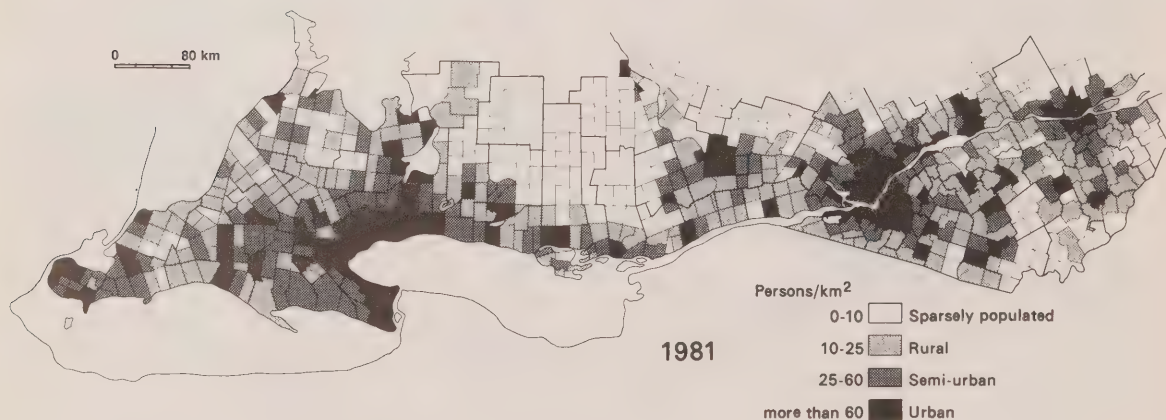 0 80 km
Persons/km²
0-10 Sparsely populated
10-25 Rural
1981
25-60 Semi-urban
more than 60 Urban